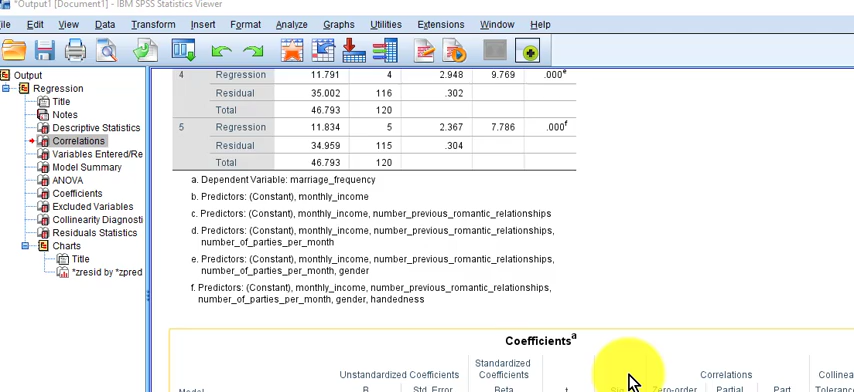 *Output1 [Document1] - IBM SPSS Statistics Viewer
ile Edit View Data Transform Insert Format Analyze Graphs Utilities Extensions Window Help
Output
Regression
Title
Notes
Descriptive Statistics
Correlations
Variables Entered/Re
Model Summary
ANOVA
Coefficients
Excluded Variables
Collinearity Diagnosti
Residuals Statistics
Charts
Title
*zresid by *zpred
4 Regression 11.791 4 2.948 9.769 .000e
Residual 35.002 116 .302
Total 46.793 120
5 Regression 11.834 5 2.367 7.786 .000f
Residual 34.959 115 .304
Total 46.793 120
a. Dependent Variable: marriage_frequency
b. Predictors: (Constant), monthly_income
c. Predictors: (Constant), monthly_income, number_previous_romantic_relationships
d. Predictors: (Constant), monthly_income, number_previous_romantic_relationships,
number_of_parties_per_month
e. Predictors: (Constant), monthly_income, number_previous_romantic_relationships,
number_of_parties_per_month, gender
f. Predictors: (Constant), monthly_income, number_previous_romantic_relationships,
number_of_parties_per_month, gender, handedness
Coefficientsa
Unstandardized Coefficients
Standardized
Coefficients
Correlations
Collinea
Model B Std. Error Beta t Sig. Zero-order Partial Part Tolerance